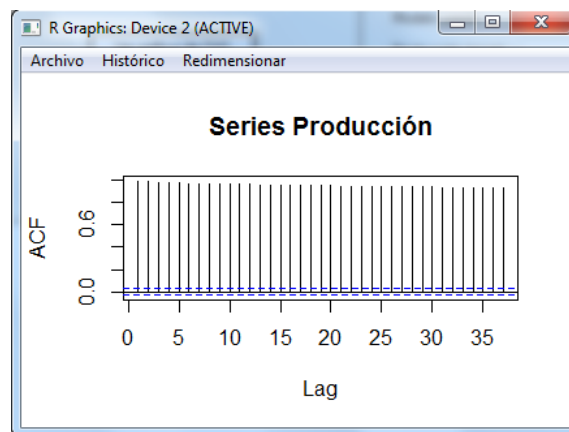 R Graphics: Device 2 (ACTIVE)
Archivo Histórico Redimensionar
Series Producción
ACF
0.6
0.0
0 5 10 15 20 25 30 35
Lag